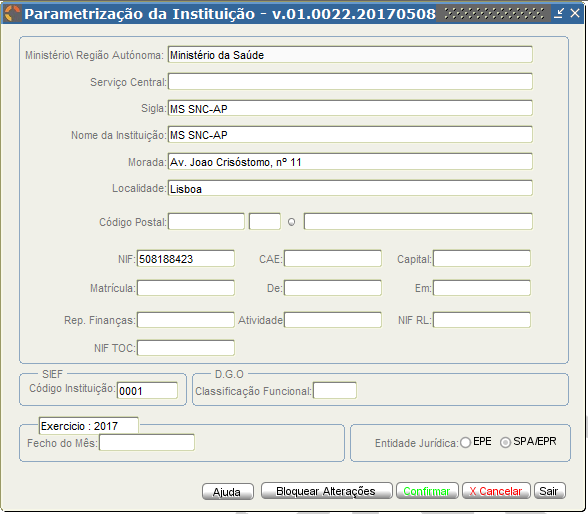 Parametrização da Instituição - v.01.0022.20170508
Ministério\ Região Autónoma: Ministério da Saúde
Serviço Central:
Sigla: MS SNC-AP
Nome da Instituição: MS SNC-AP
Morada: Av. Joao Crisóstomo, nº 11
Localidade: Lisboa
Código Postal:
NIF: 508188423 CAE: Capital:
Matrícula: De: Em:
Rep. Finanças: Atividade NIF RL:
NIF TOC:
SIEF D.G.O
Código Instituição: 0001 Classificação Funcional:
Exercicio : 2017
Fecho do Mês: Entidade Jurídica: EPE SPA/EPR
Ajuda Bloquear Alterações Confirmar X Cancelar Sair